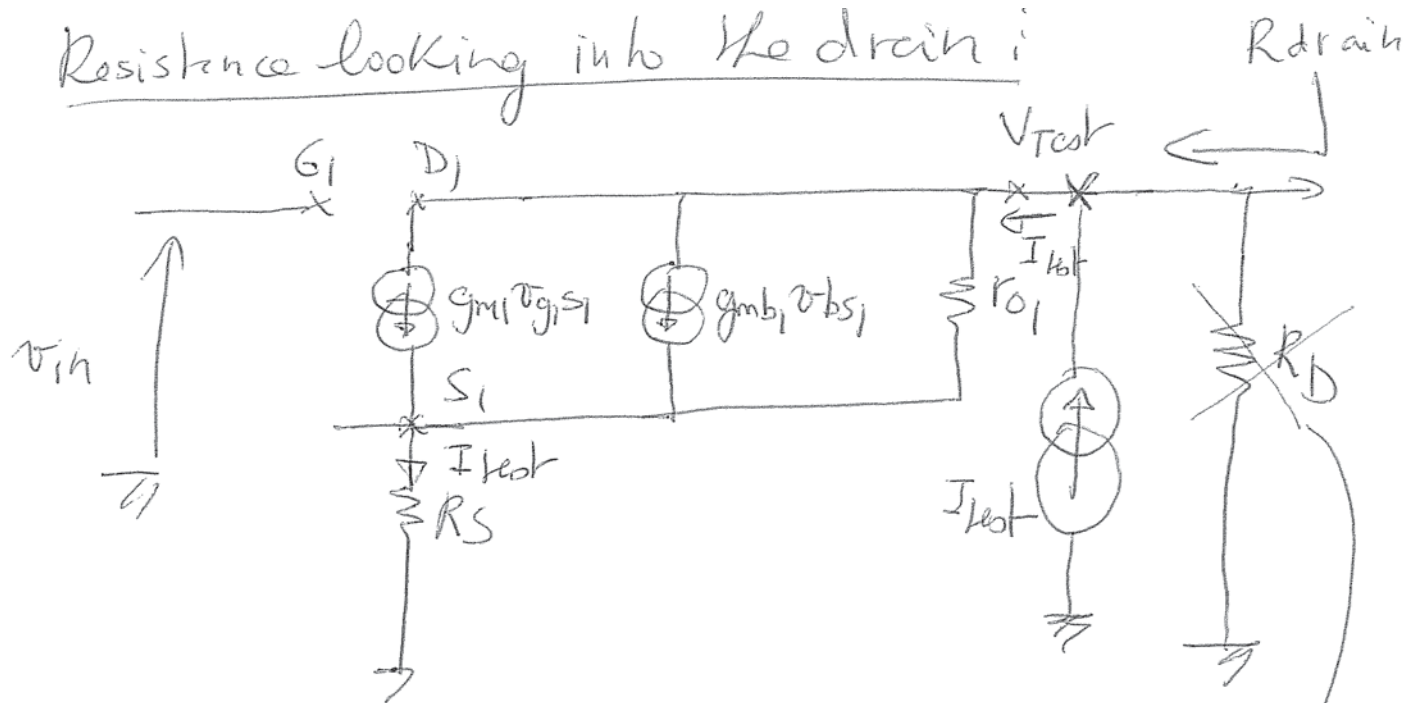 Resistance looking into the drain :
Rdrain
VTest
G1
D1
Itest
gm1 vg1s1
gmb1 vbs1
ro1
vin
RD
S1
Itest
RS
Itest